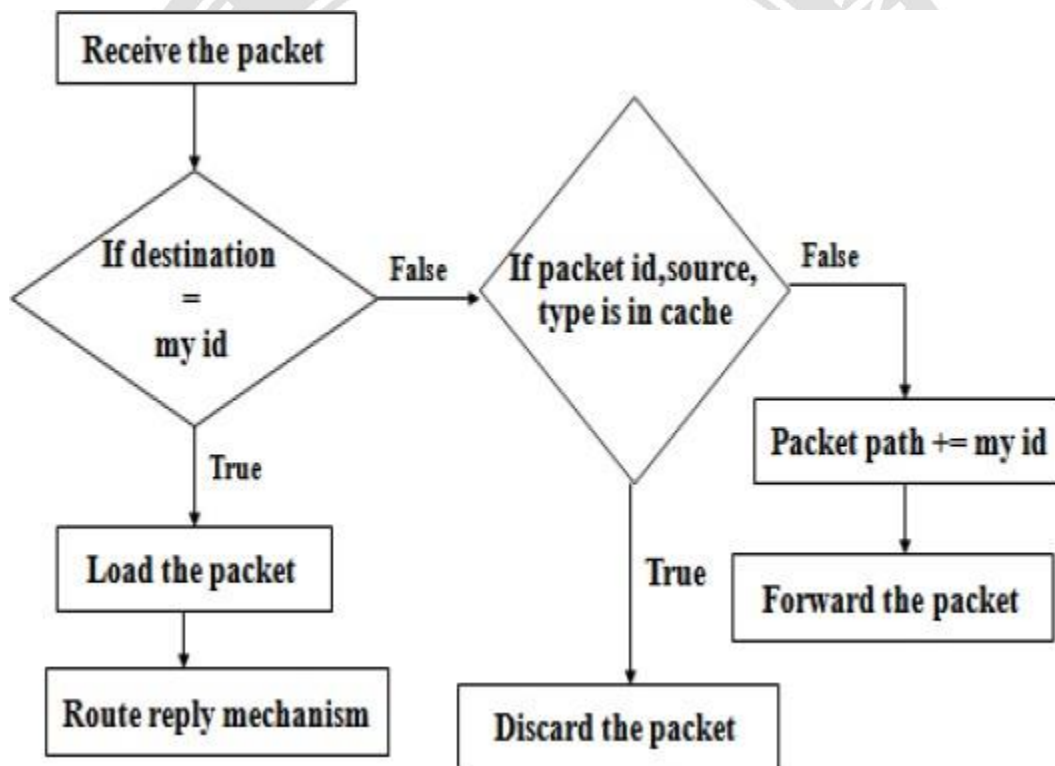 Receive the packet
If destination
=
my id
False
If packet id,source,
type is in cache
False
Packet path += my id
True
Load the packet
True
Forward the packet
Route reply mechanism
Discard the packet